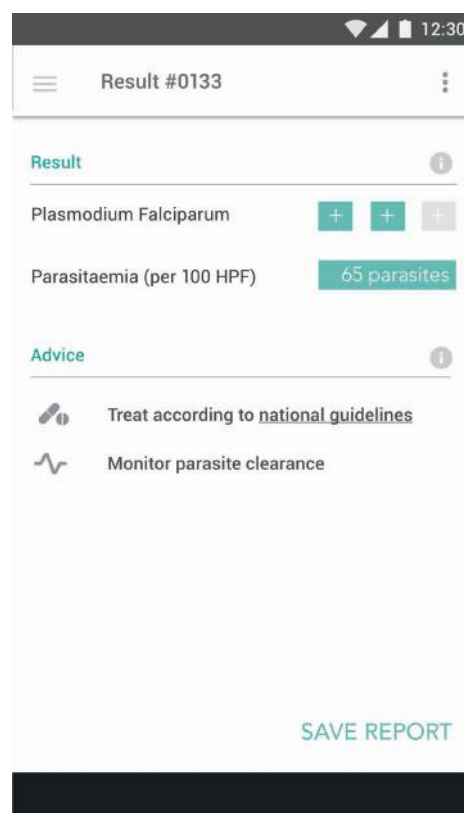 12:30
Result #0133
Result
Plasmodium Falciparum + + +
Parasitaemia (per 100 HPF) 65 parasites
Advice
Treat according to national guidelines
Monitor parasite clearance
SAVE REPORT